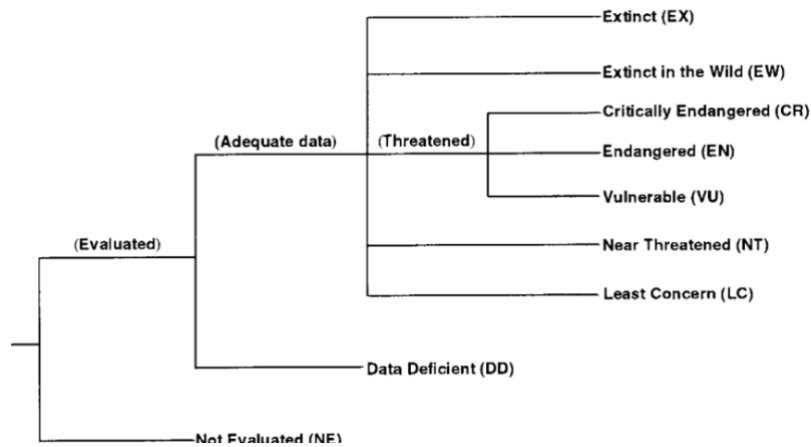 Extinct (EX)
Extinct in the Wild (EW)
Critically Endangered (CR)
(Adequate data)
(Threatened)
Endangered (EN)
Vulnerable (VU)
(Evaluated)
Near Threatened (NT)
Least Concern (LC)
Data Deficient (DD)
Not Evaluated (NE)